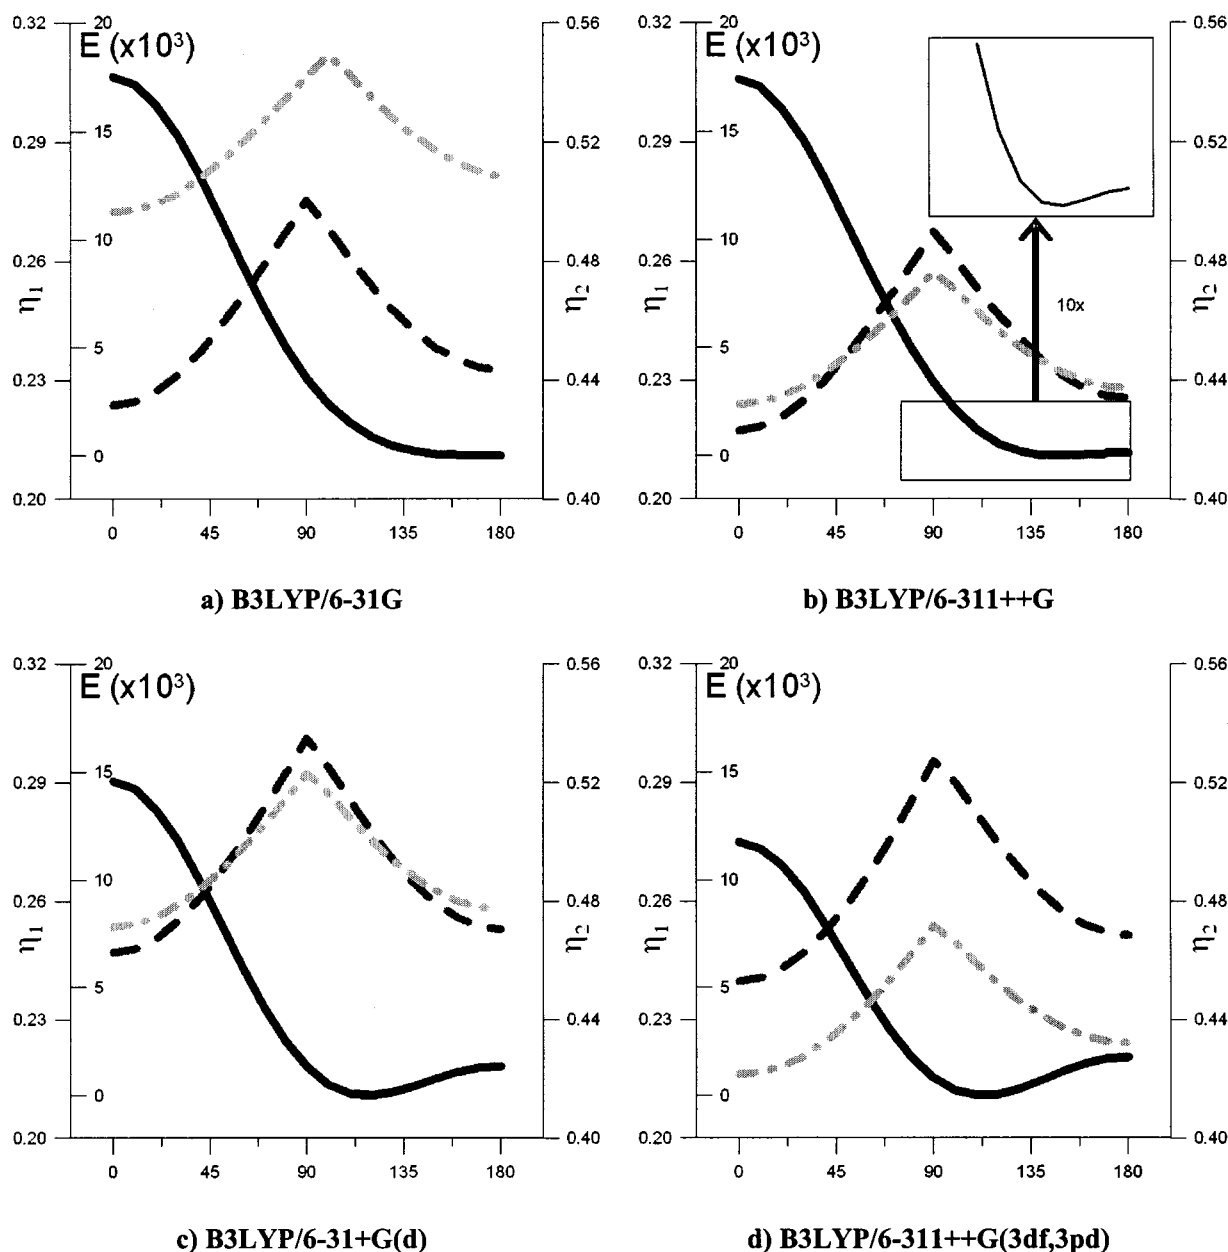 0.32
20
0.56
E (x10³)
0.29
15
0.52
0.26
10
0.48
η₁
η₂
0.23
5
0.44
0
0.20
0.40
0 45 90 135 180
a) B3LYP/6-31G
0.32
20
0.56
E (x10³)
0.29
15
0.52
0.26
10
0.48
η₁
η₂
10x
0.23
5
0.44
0
0.20
0.40
0 45 90 135 180
b) B3LYP/6-311++G
0.32
20
0.56
E (x10³)
0.29
15
0.52
0.26
10
0.48
η₁
η₂
0.23
5
0.44
0
0.20
0.40
0 45 90 135 180
c) B3LYP/6-31+G(d)
0.32
20
0.56
E (x10³)
0.29
15
0.52
0.26
10
0.48
η₁
η₂
0.23
5
0.44
0
0.20
0.40
0 45 90 135 180
d) B3LYP/6-311++G(3df,3pd)